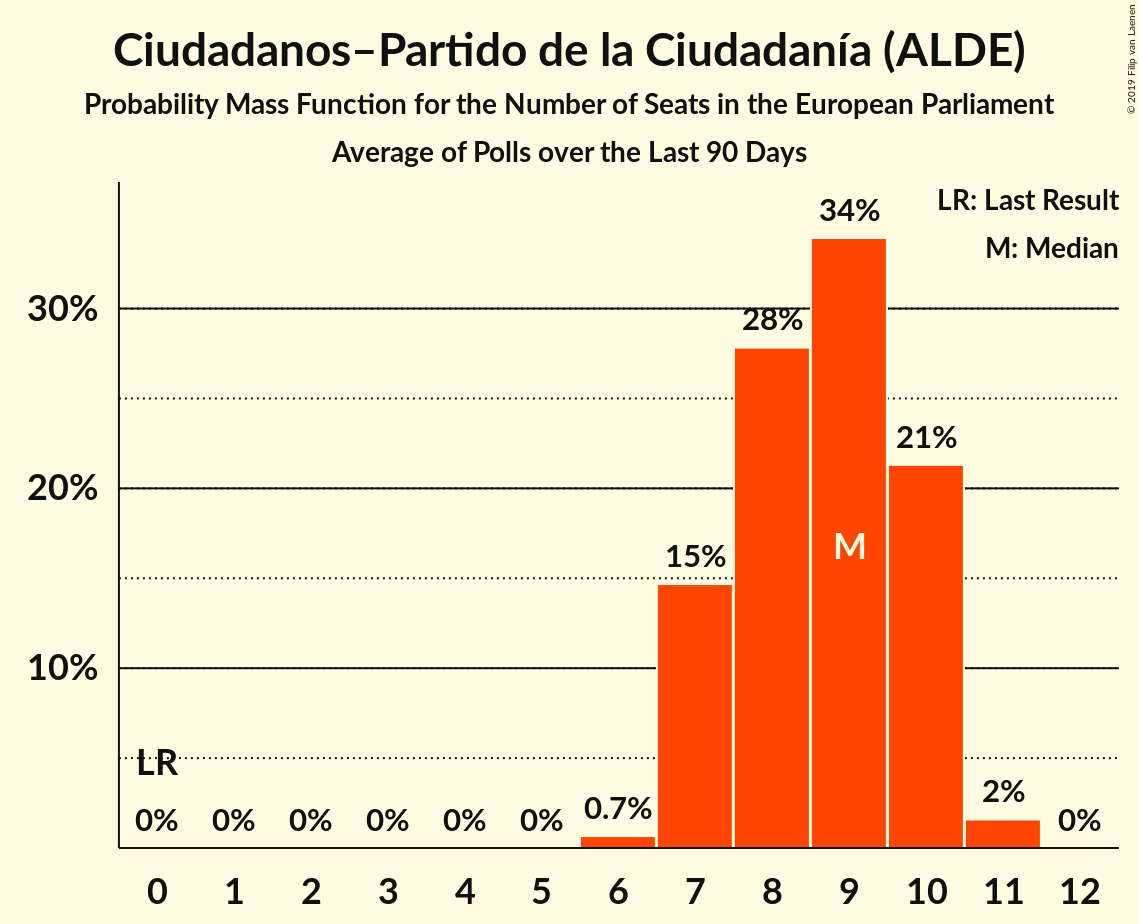 Ciudadanos–Partido de la Ciudadanía (ALDE)
Probability Mass Function for the Number of Seats in the European Parliament
Average of Polls over the Last 90 Days
© 2019 Filip van Laenen
LR: Last Result
M: Median
34%
30%
28%
21%
20%
M
15%
10%
LR
0% 0% 0% 0% 0% 0% 0.7% 2% 0%
0 1 2 3 4 5 6 7 8 9 10 11 12